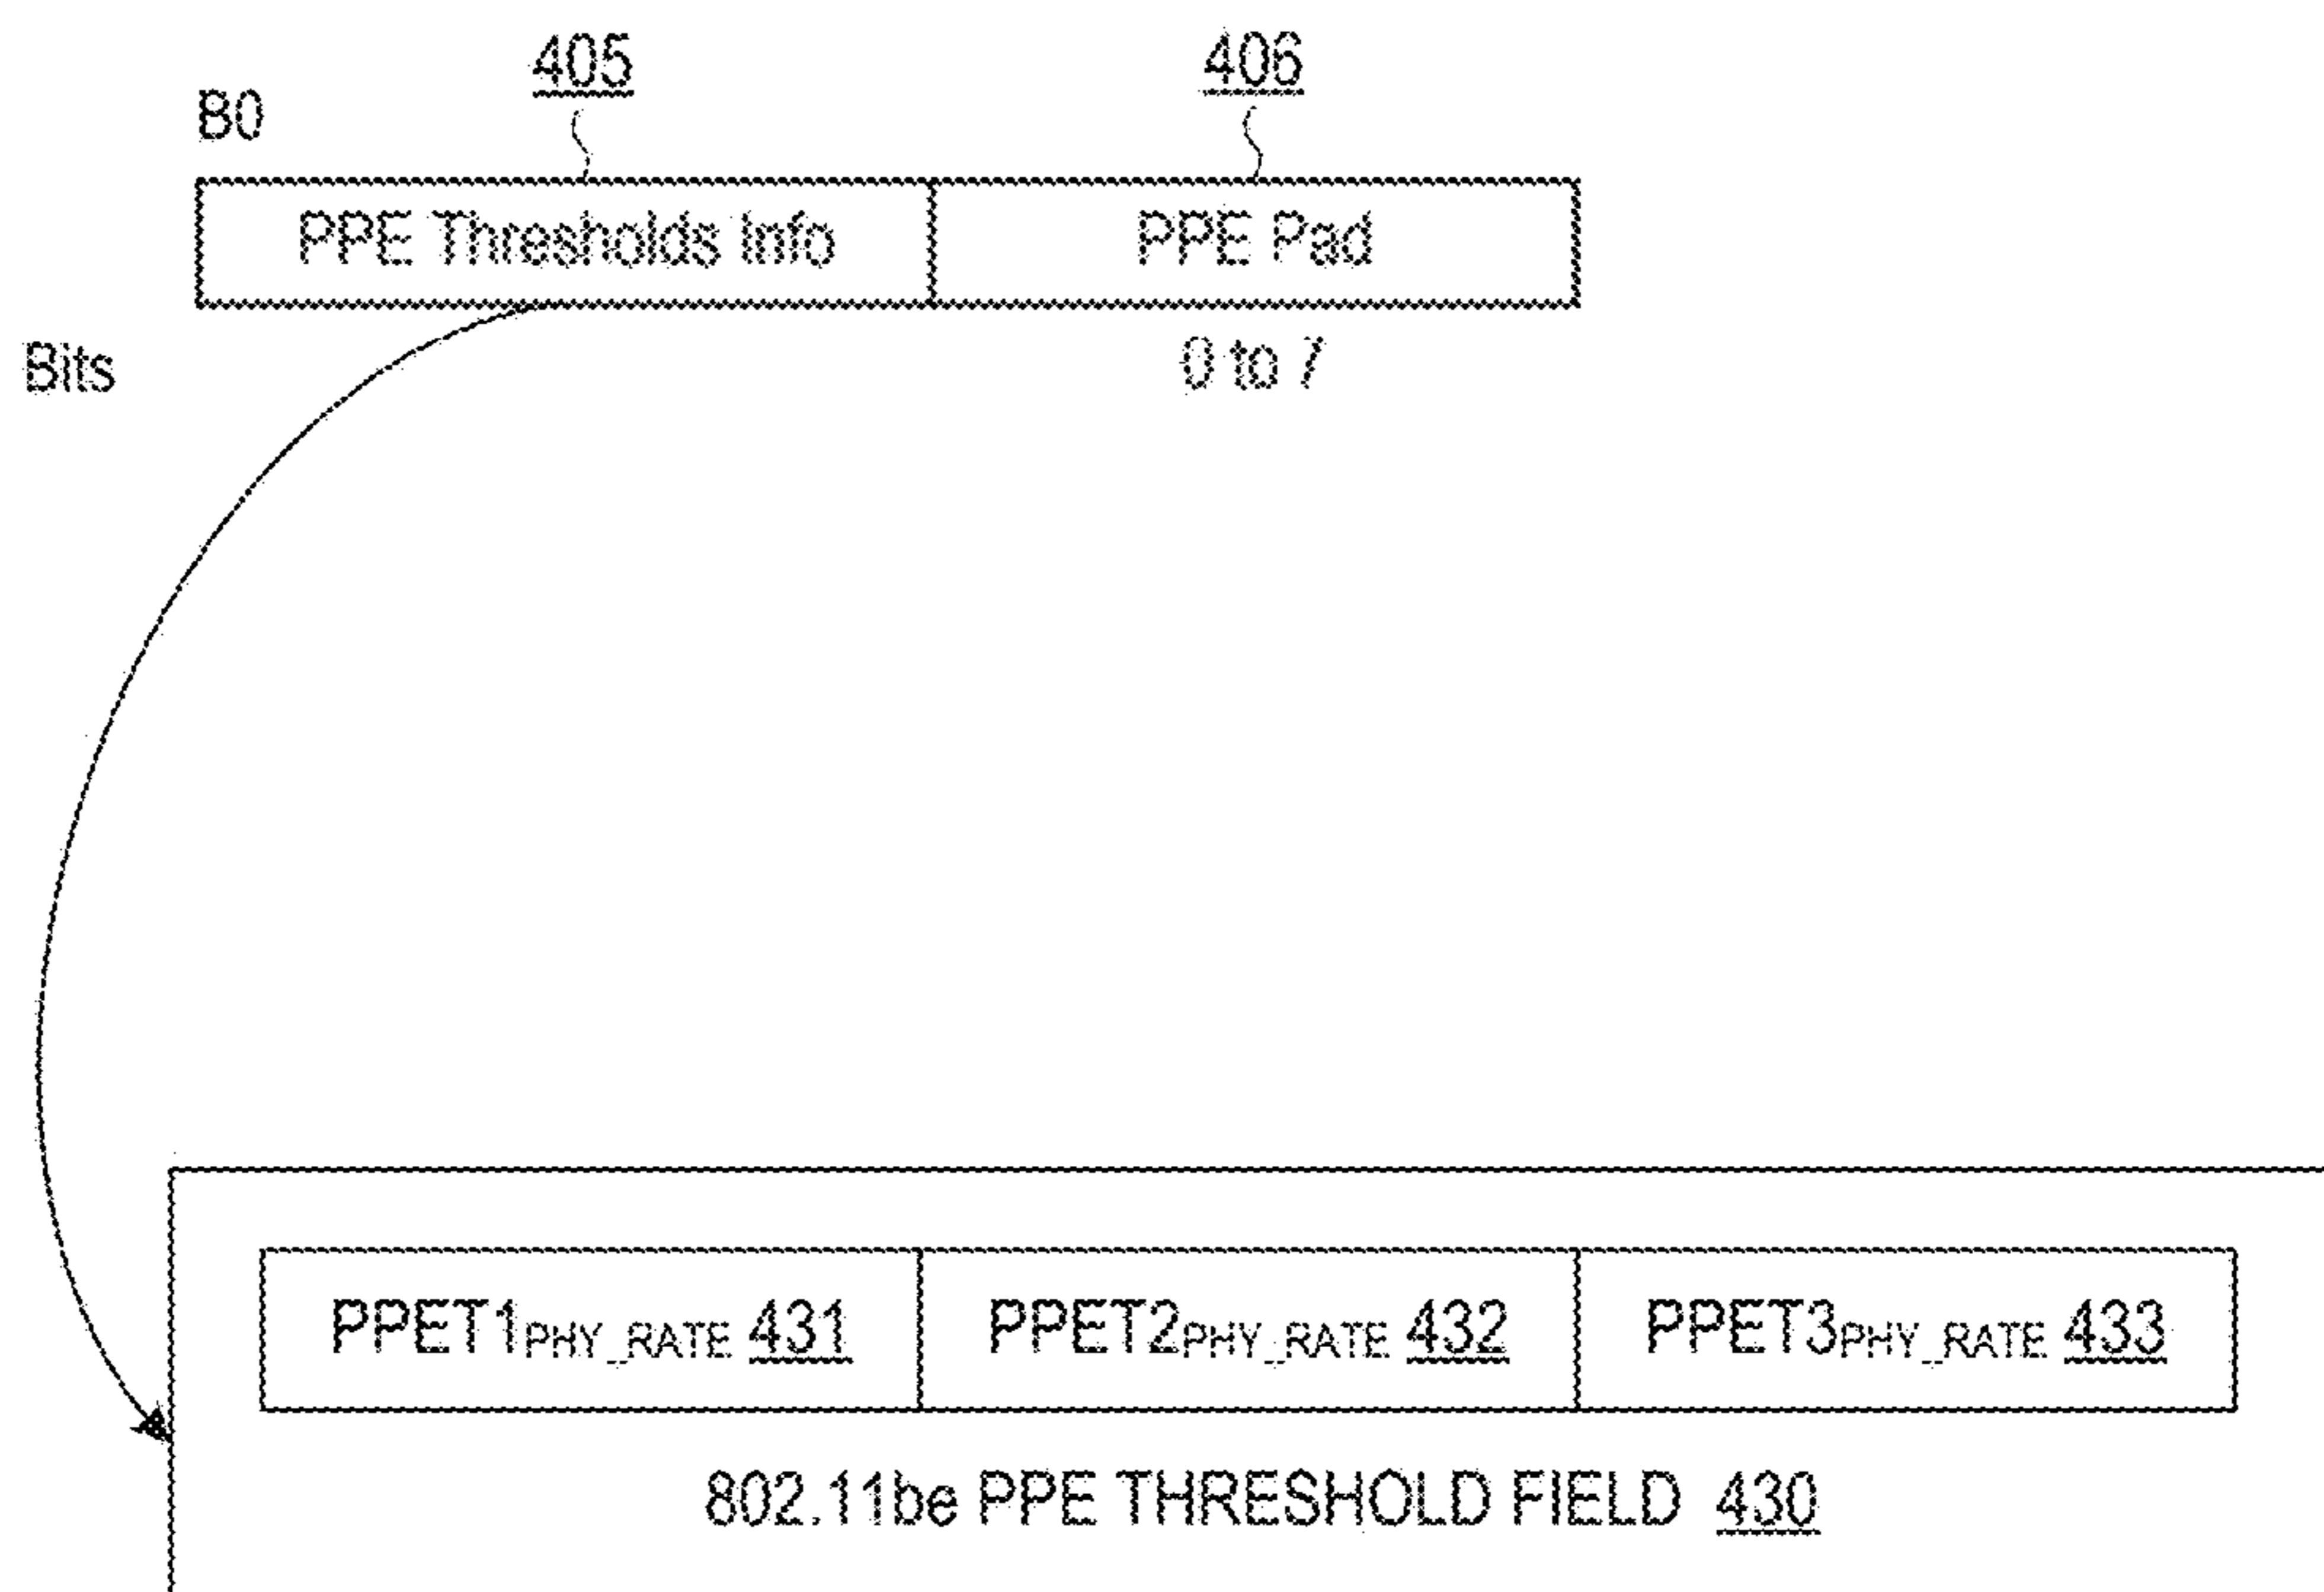 405 406
B0
PPE Thresholds Info PPE Pad
Bits 0 to 7
PPET1PHY_RATE 431 PPET2PHY_RATE 432 PPET3PHY_RATE 433
802.11be PPE THRESHOLD FIELD 430